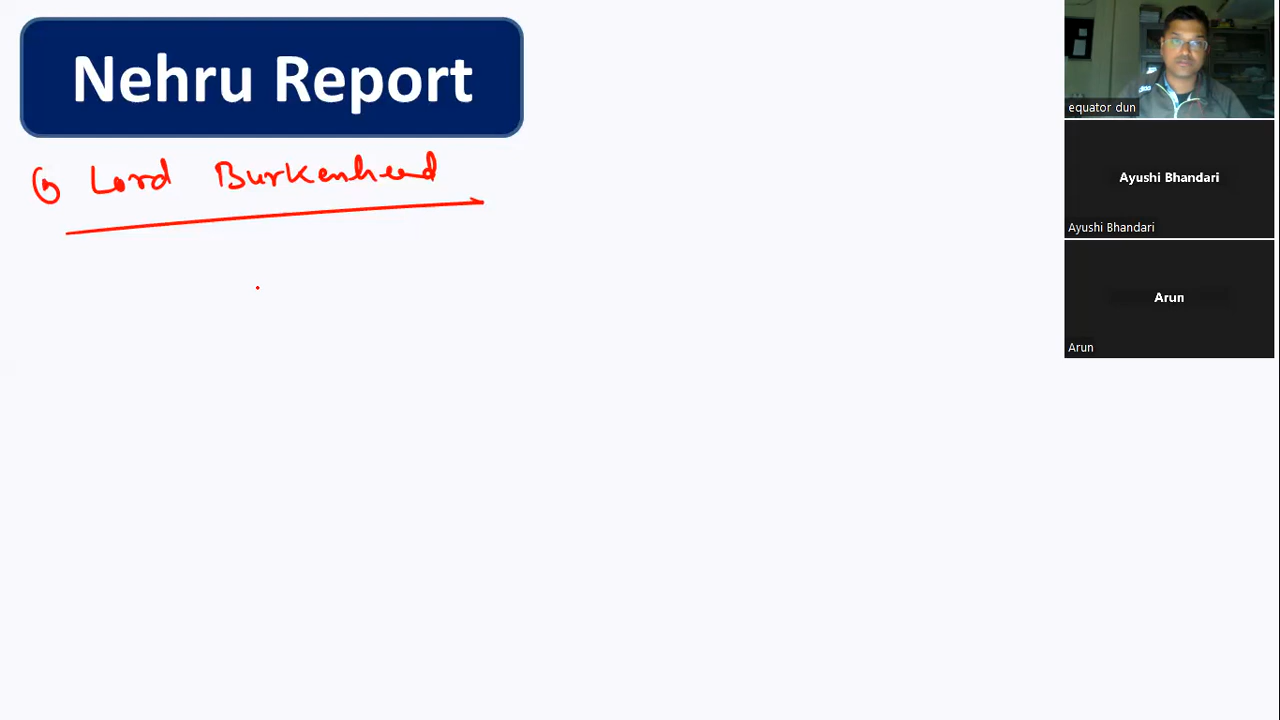 Nehru Report
Lord Burkenhead
equator dun
Ayushi Bhandari
Ayushi Bhandari
Arun
Arun